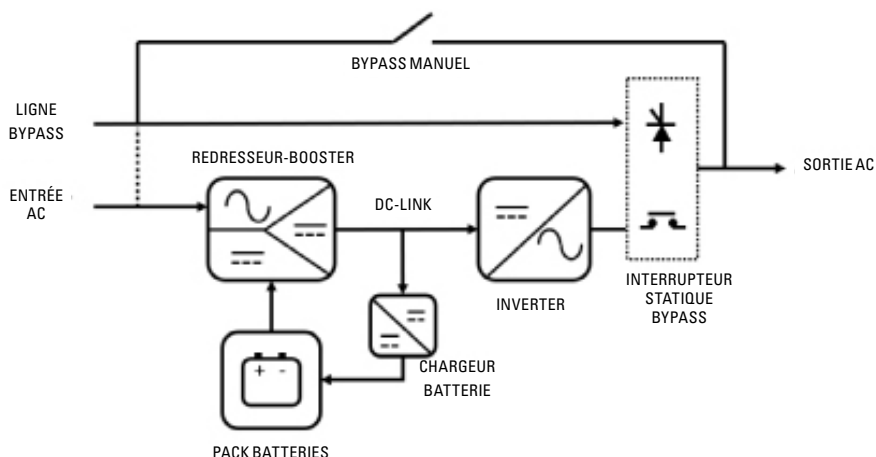 BYPASS MANUEL
LIGNE
BYPASS
REDRESSEUR-BOOSTER
SORTIE AC
ENTRÉE
AC
DC-LINK
INVERTER
INTERRUPTEUR
STATIQUE
BYPASS
CHARGEUR
BATTERIE
+ -
PACK BATTERIES